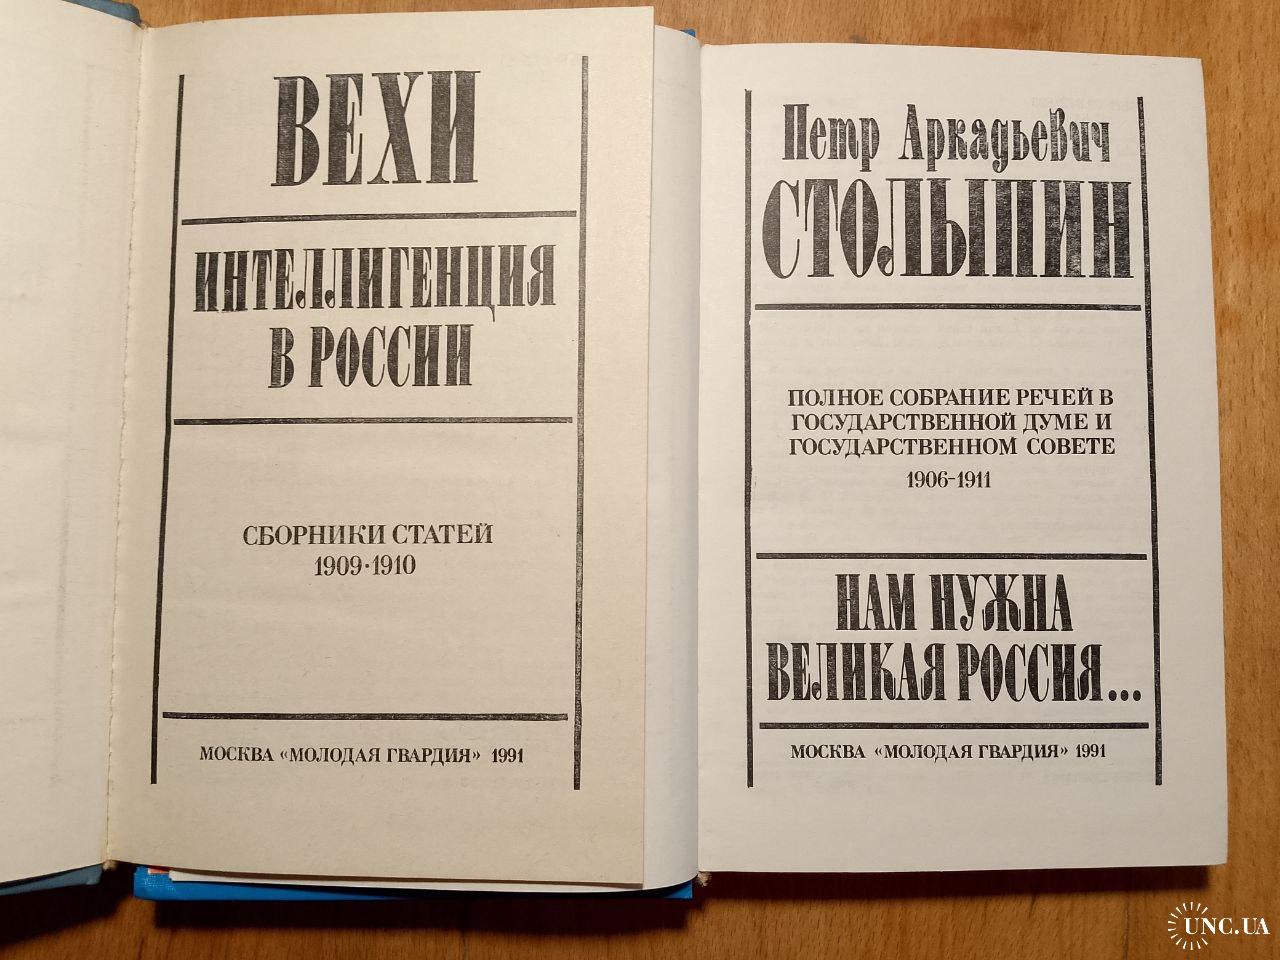 ВЕХИ
ИНТЕЛЛИГЕНЦИЯ
В РОССИИ
СБОРНИКИ СТАТЕЙ
1909·1910
МОСКВА «МОЛОДАЯ ГВАРДИЯ» 1991
Петр Аркадьевич
СТОЛЫПИН
ПОЛНОЕ СОБРАНИЕ РЕЧЕЙ В
ГОСУДАРСТВЕННОЙ ДУМЕ И
ГОСУДАРСТВЕННОМ СОВЕТЕ
1906-1911
НАМ НУЖНА
ВЕЛИКАЯ РОССИЯ...
МОСКВА «МОЛОДАЯ ГВАРДИЯ» 1991
UNC.UA